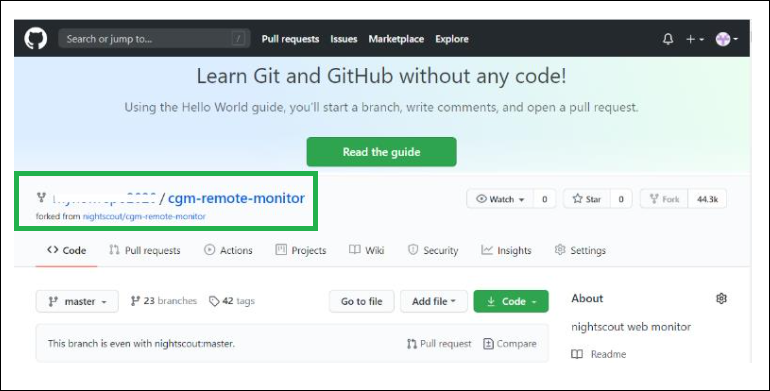 Search or jump to... / Pull requests Issues Marketplace Explore
Learn Git and GitHub without any code!
Using the Hello World guide, you'll start a branch, write comments, and open a pull request.
Read the guide
/ cgm-remote-monitor Watch 0 Star 0 Fork 44.3k
forked from nightscout/cgm-remote-monitor
Code Pull requests Actions Projects Wiki Security Insights Settings
master 23 branches 42 tags Go to file Add file Code About
nightscout web monitor
This branch is even with nightscout:master. Pull request Compare
Readme